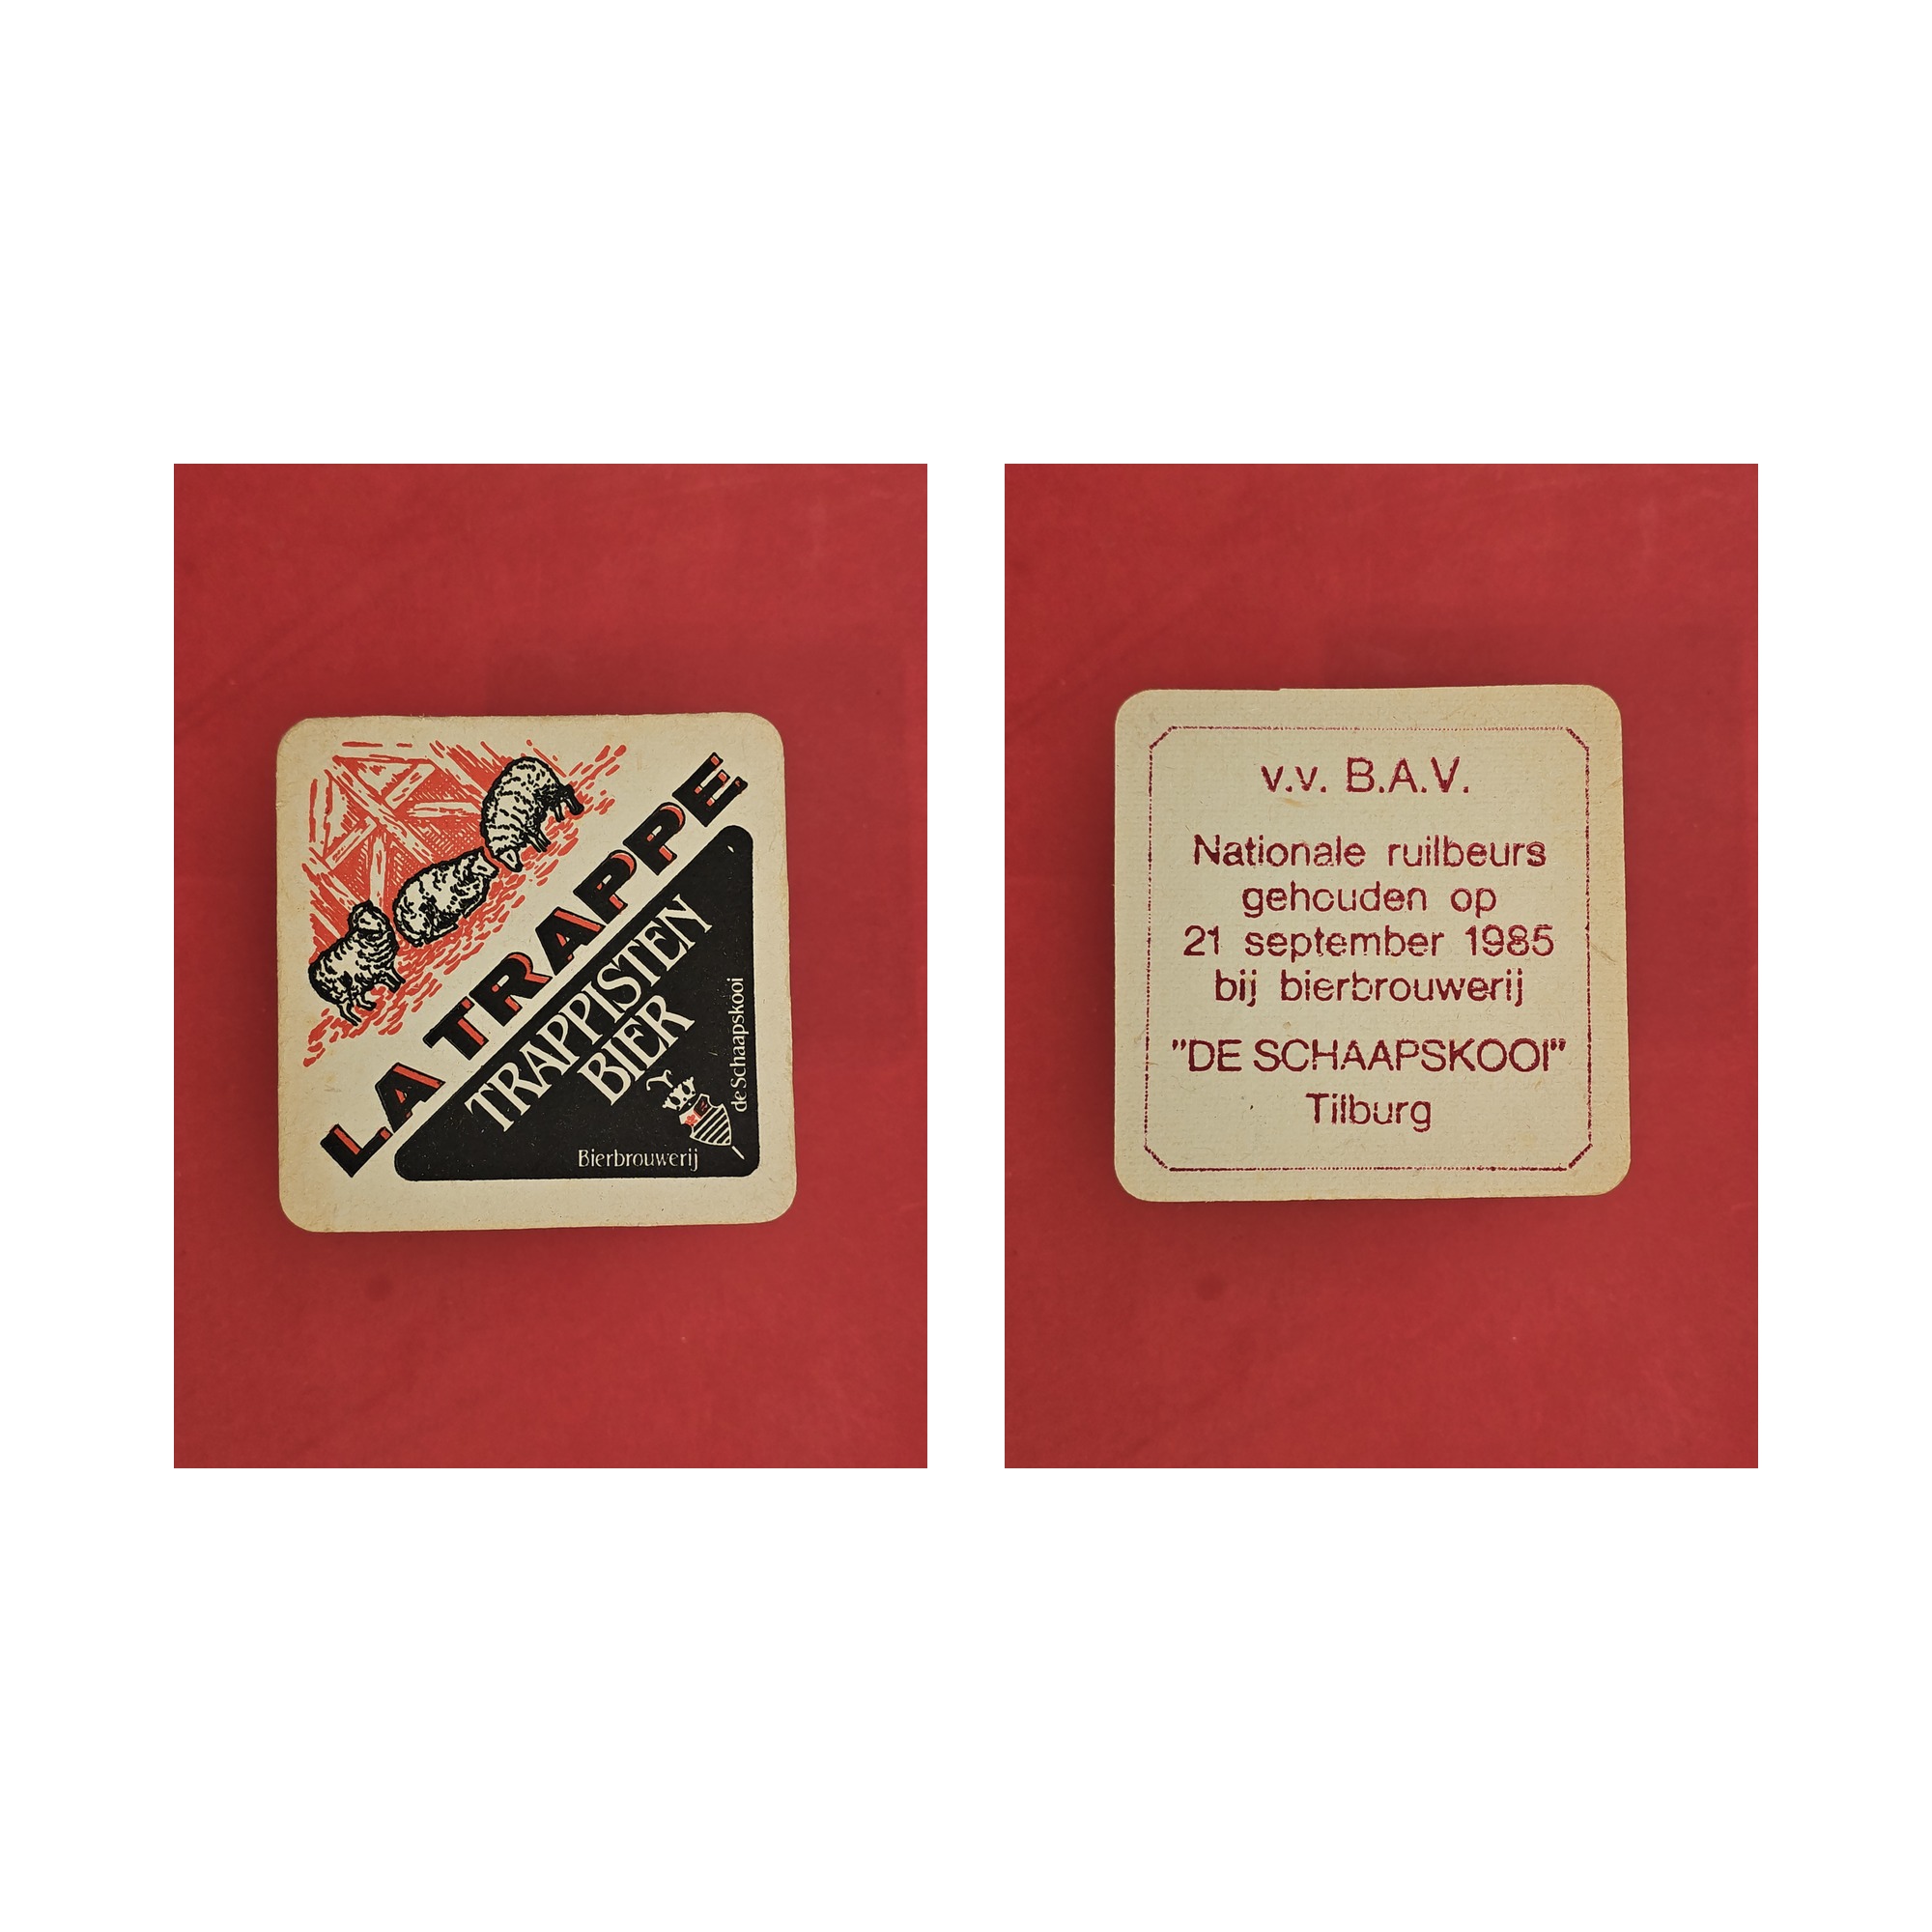 LA TRAPPE
TRAPPISTEN
BIER
Bierbrouwerij
de Schaapskooi
v.v. B.A.V.
Nationale ruilbeurs
gehouden op
21 september 1985
bij bierbrouwerij
"DE SCHAAPSKOOI"
Tilburg